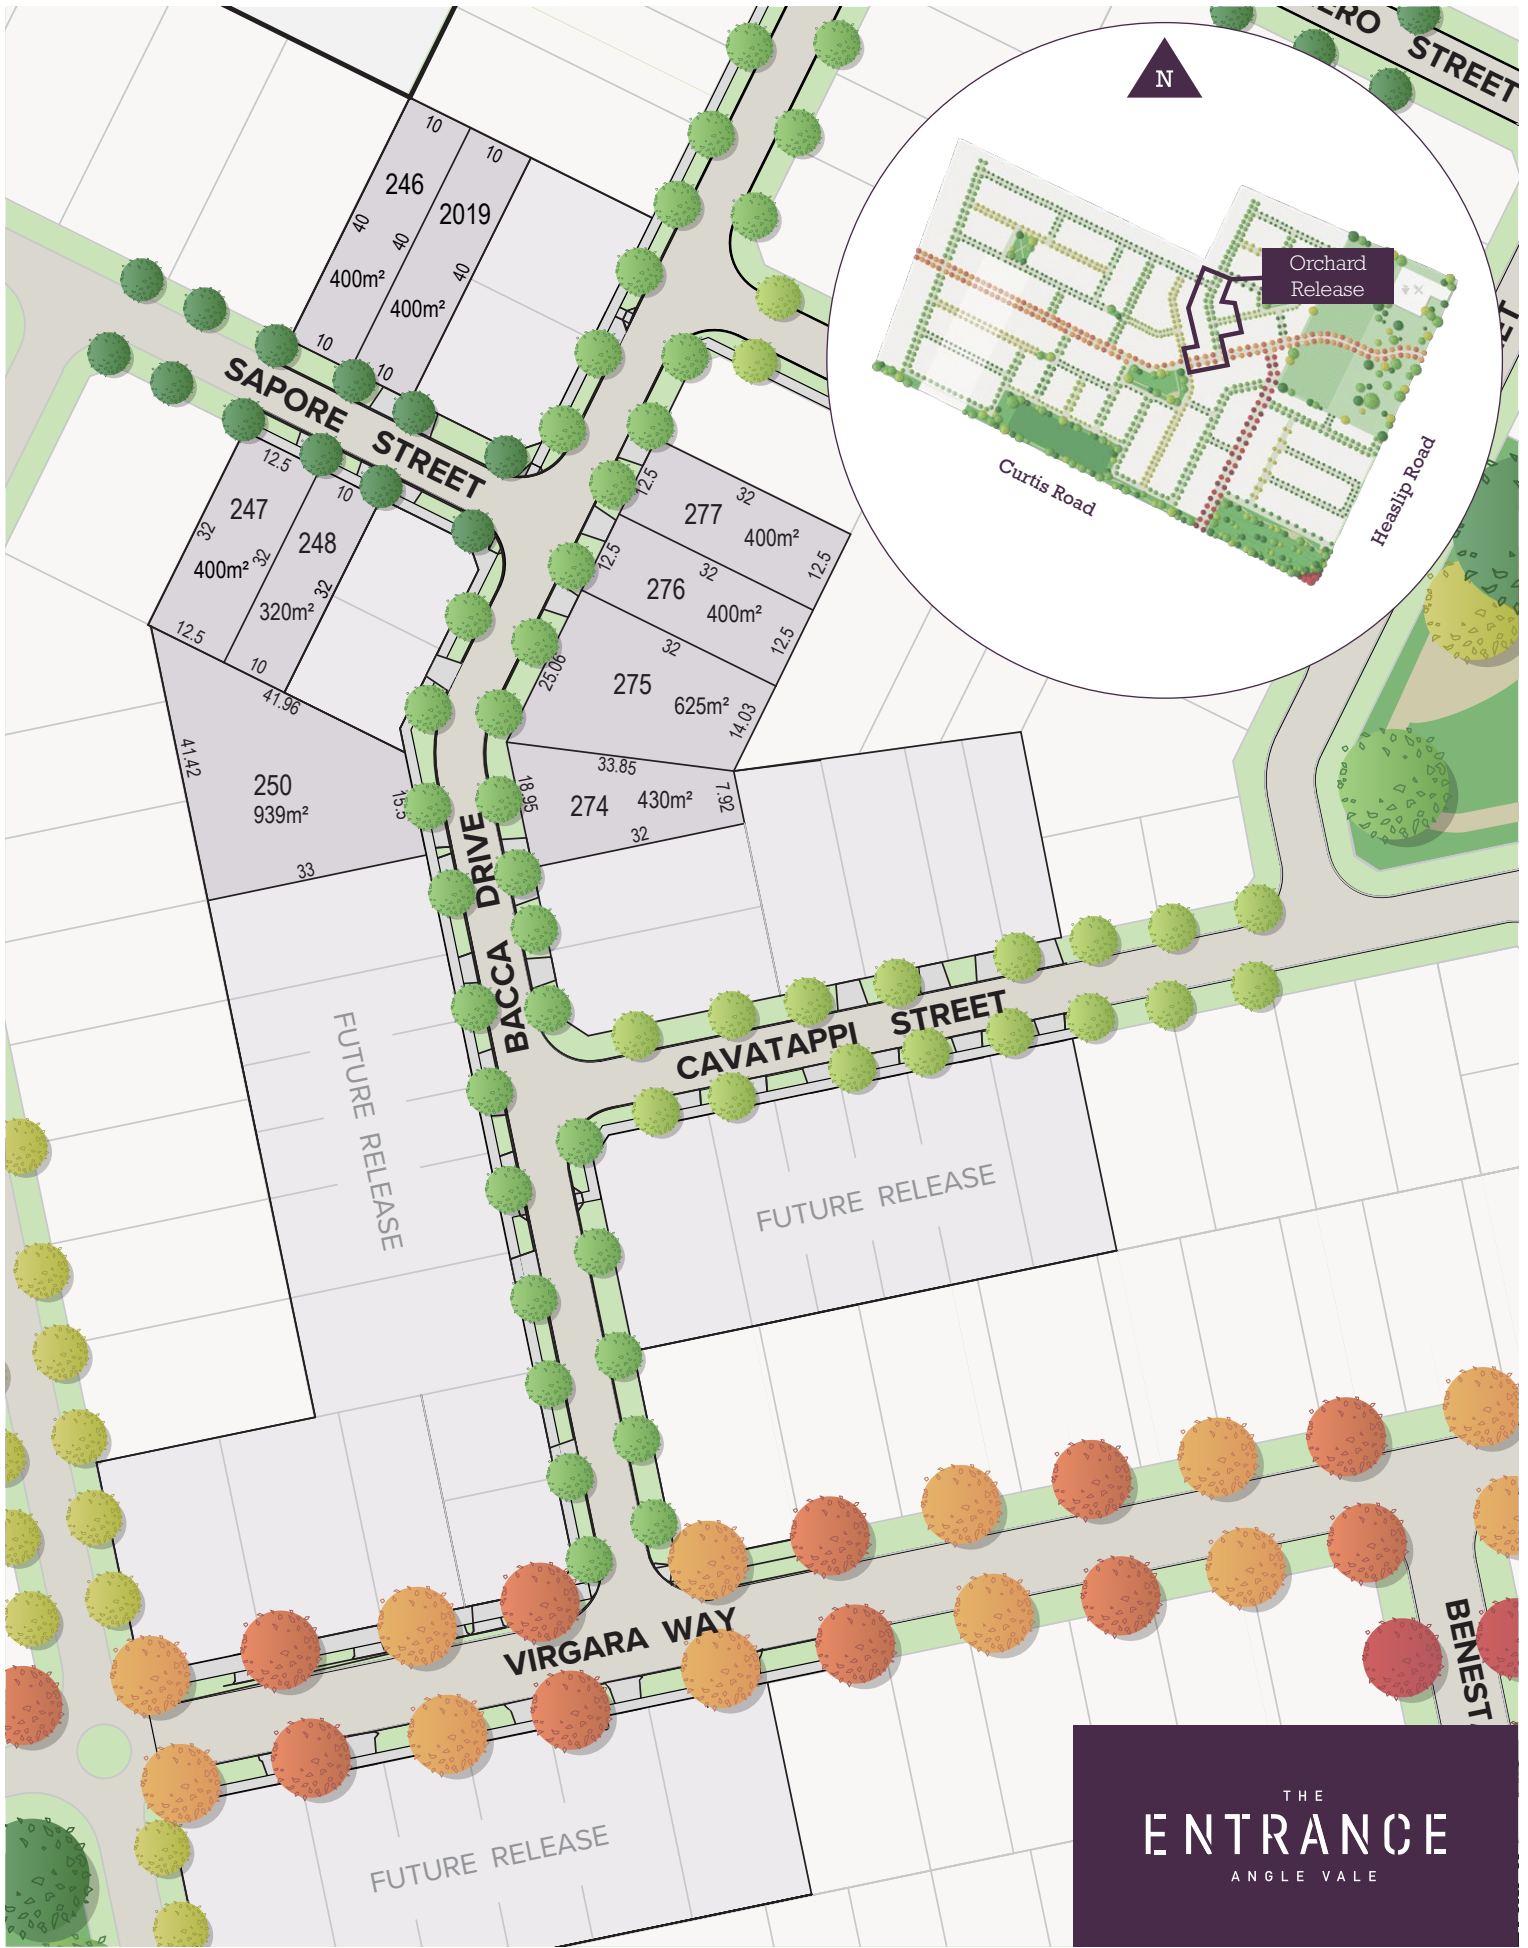 ERO STREET
N
Orchard
Release
Curtis Road
Heaslip Road
10
10
246
2019
40
40
40
400m²
400m²
10
10
SAPORE STREET
12.5
10
247
248
32
32
32
400m²
320m²
12.5
10
41.96
12.5
277
32
400m²
12.5
12.5
276
32
400m²
12.5
25.06
275
32
625m²
14.03
41.42
250
939m²
15.5
33
33.85
18.95
274
430m²
7.92
32
BACCA DRIVE
CAVATAPPI STREET
FUTURE RELEASE
FUTURE RELEASE
VIRGARA WAY
BENEST
FUTURE RELEASE
THE
ENTRANCE
ANGLE VALE